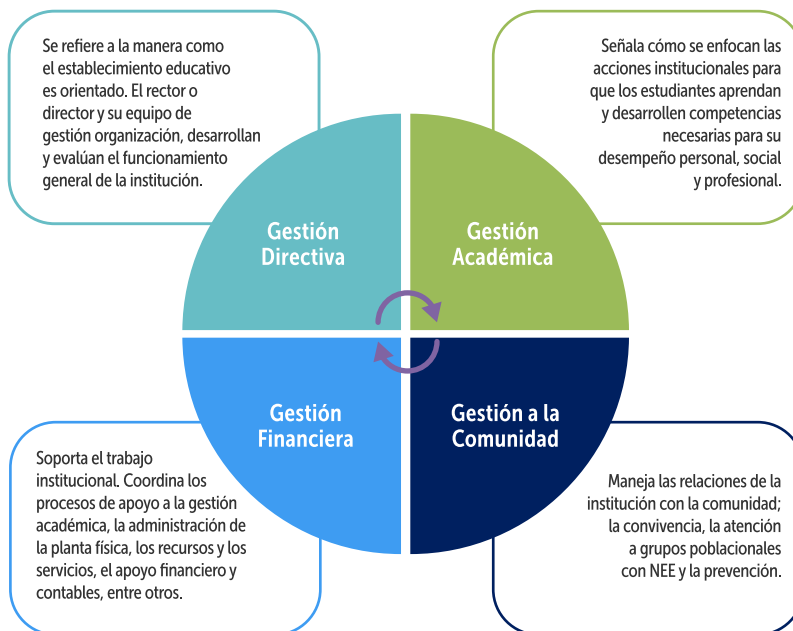 Se refiere a la manera como
el establecimiento educativo
es orientado. El rector o
director y su equipo de
gestión organización, desarrollan
y evalúan el funcionamiento
general de la institución.
Señala cómo se enfocan las
acciones institucionales para
que los estudiantes aprendan
y desarrollen competencias
necesarias para su
desempeño personal, social
y profesional.
Gestión
Directiva
Gestión
Académica
Gestión
Financiera
Gestión a la
Comunidad
Soporta el trabajo
institucional. Coordina los
procesos de apoyo a la gestión
académica, la administración de
la planta física, los recursos y los
servicios, el apoyo financiero y
contables, entre otros.
Maneja las relaciones de la
institución con la comunidad;
la convivencia, la atención
a grupos poblacionales
con NEE y la prevención.